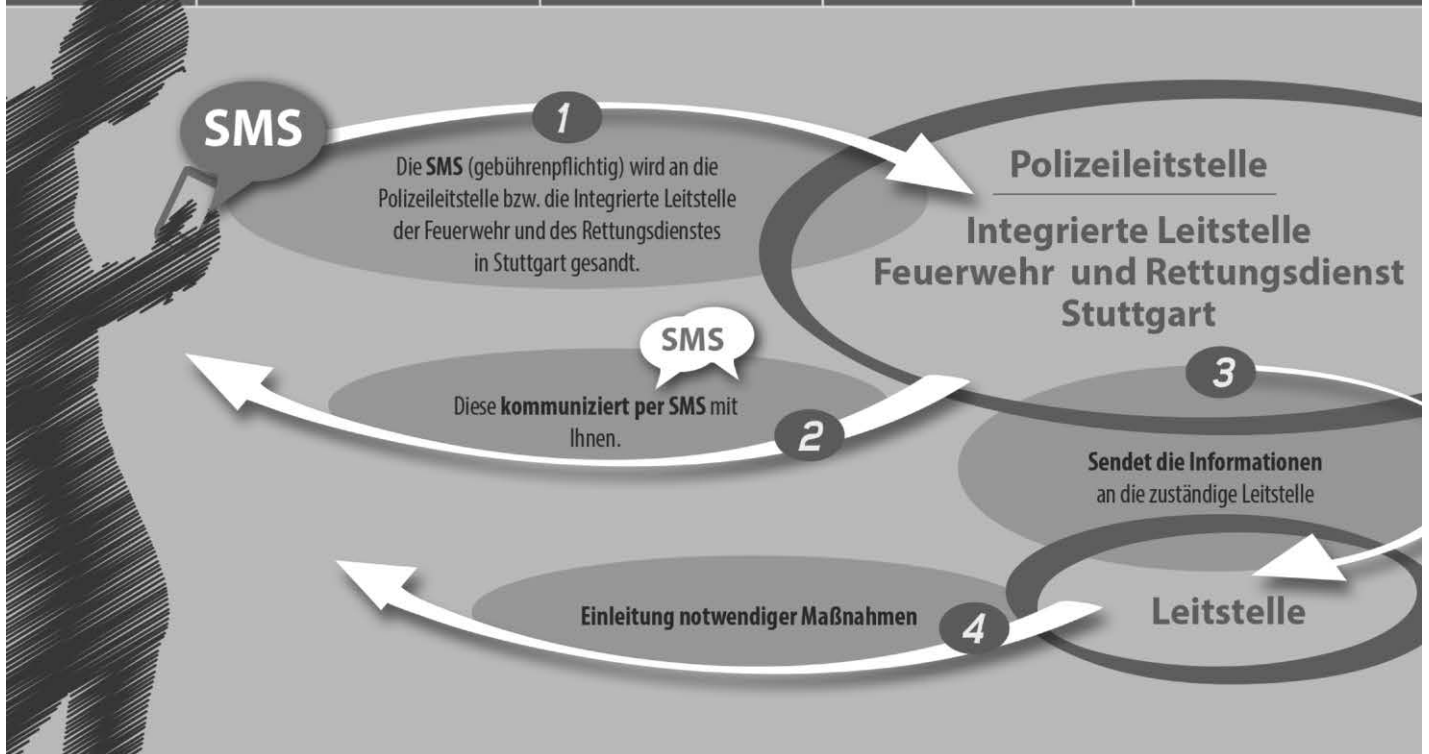 SMS
1
Die SMS (gebührenpflichtig) wird an die
Polizeileitstelle bzw. die Integrierte Leitstelle
der Feuerwehr und des Rettungsdienstes
in Stuttgart gesandt.
Polizeileitstelle
Integrierte Leitstelle
Feuerwehr und Rettungsdienst
Stuttgart
SMS
Diese kommuniziert per SMS mit
Ihnen.
2
3
Sendet die Informationen
an die zuständige Leitstelle
Einleitung notwendiger Maßnahmen
4
Leitstelle